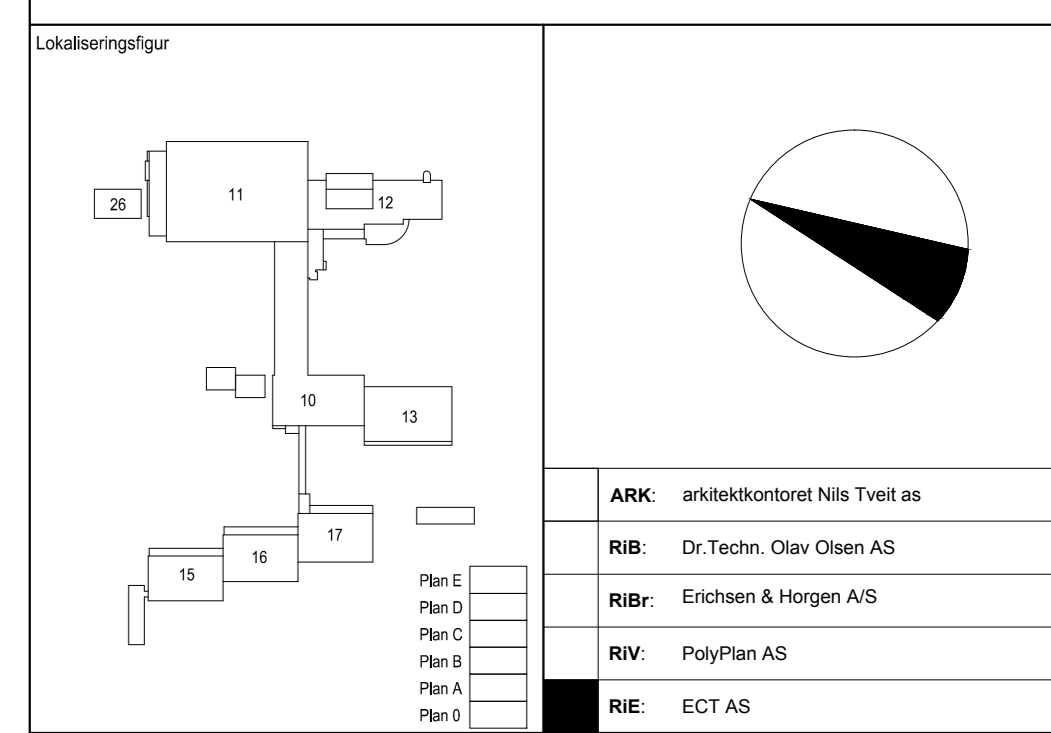 Lokaliseringsfigur
11
26
12
10
13
17
16
15
Plan E
Plan D
Plan C
Plan B
Plan A
Plan 0
ARK: arkitektkontoret Nils Tveit as
RiB: Dr.Techn. Olav Olsen AS
RiBr: Erichsen & Horgen A/S
RiV: PolyPlan AS
RiE: ECT AS